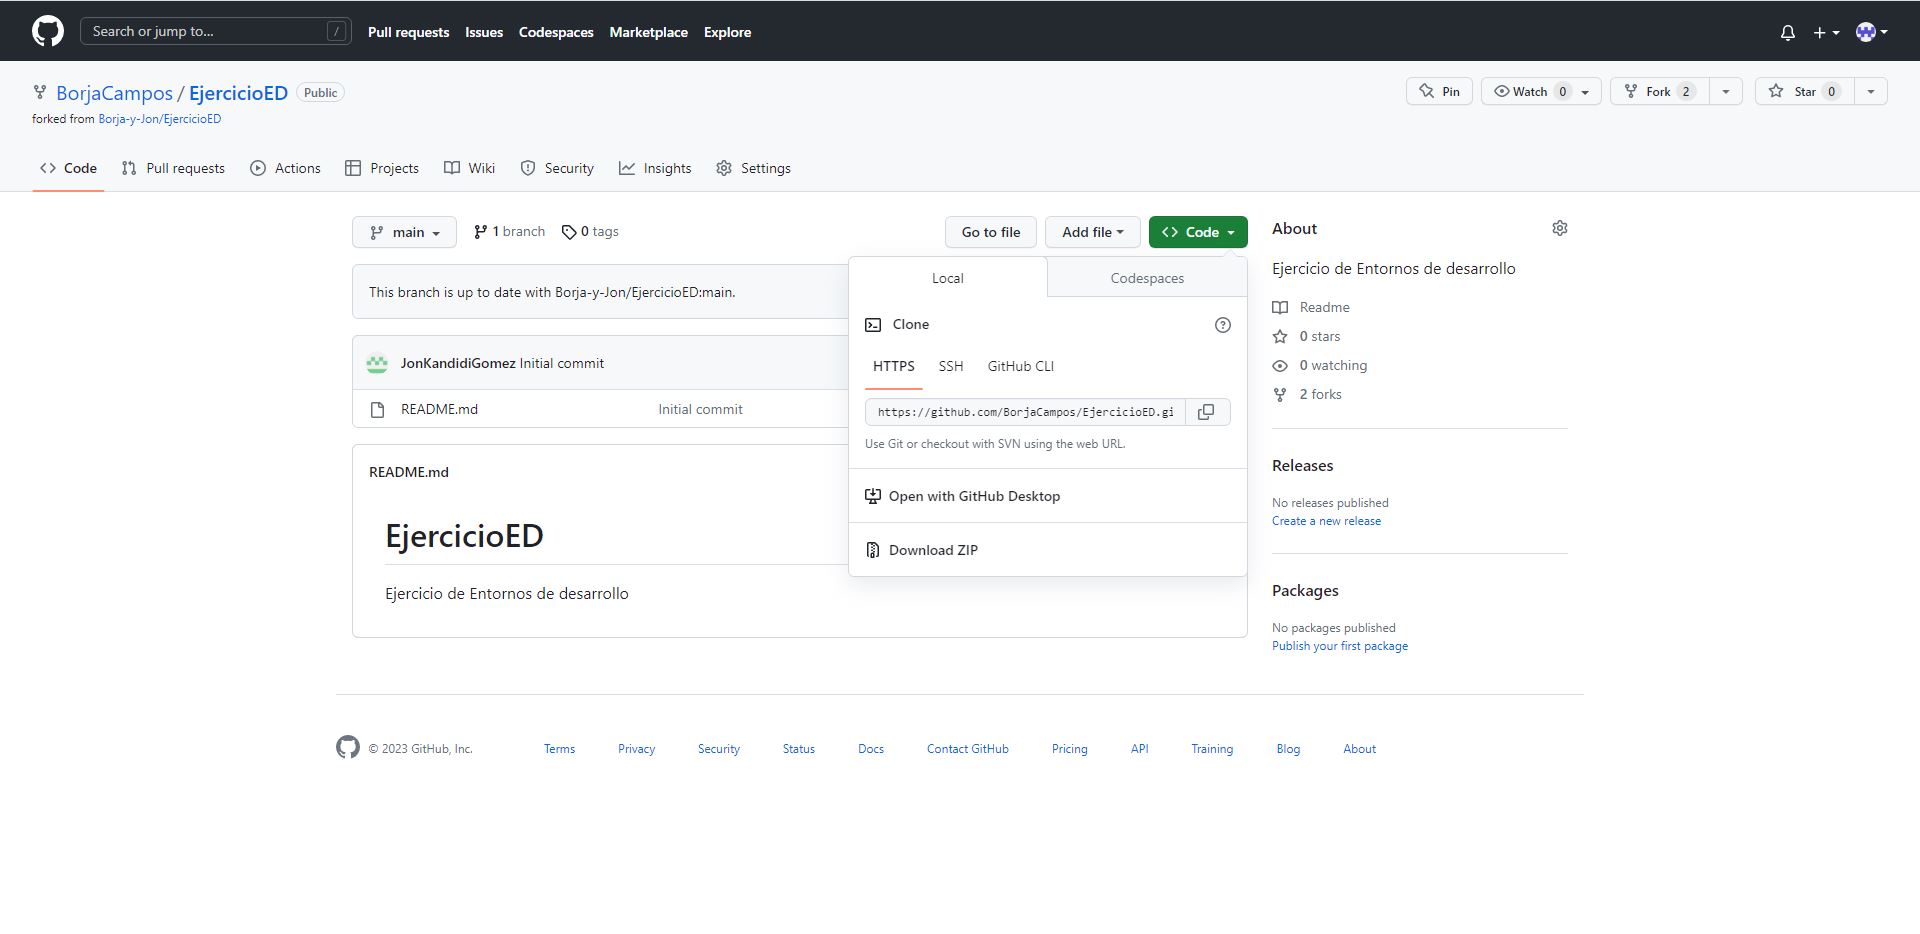 Search or jump to... /
Pull requests Issues Codespaces Marketplace Explore
BorjaCampos / EjercicioED Public
forked from Borja-y-Jon/EjercicioED
Pin Watch 0 Fork 2 Star 0
Code Pull requests Actions Projects Wiki Security Insights Settings
main 1 branch 0 tags
Go to file Add file Code
This branch is up to date with Borja-y-Jon/EjercicioED:main.
JonKandidiGomez Initial commit
README.md Initial commit
README.md
EjercicioED
Ejercicio de Entornos de desarrollo
Local Codespaces
Clone
HTTPS SSH GitHub CLI
https://github.com/BorjaCampos/EjercicioED.gi
Use Git or checkout with SVN using the web URL.
Open with GitHub Desktop
Download ZIP
About
Ejercicio de Entornos de desarrollo
Readme
0 stars
0 watching
2 forks
Releases
No releases published
Create a new release
Packages
No packages published
Publish your first package
© 2023 GitHub, Inc. Terms Privacy Security Status Docs Contact GitHub Pricing API Training Blog About